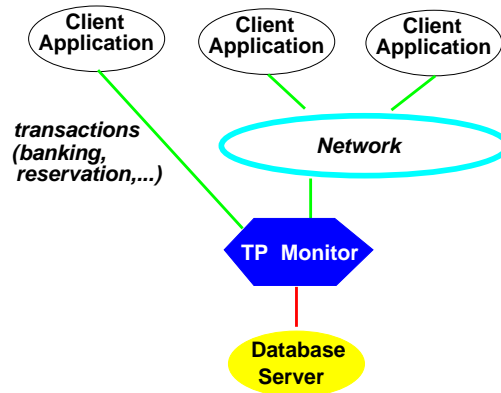 Client
Application
Client
Application
Client
Application
transactions
(banking,
reservation,...)
Network
TP Monitor
Database
Server